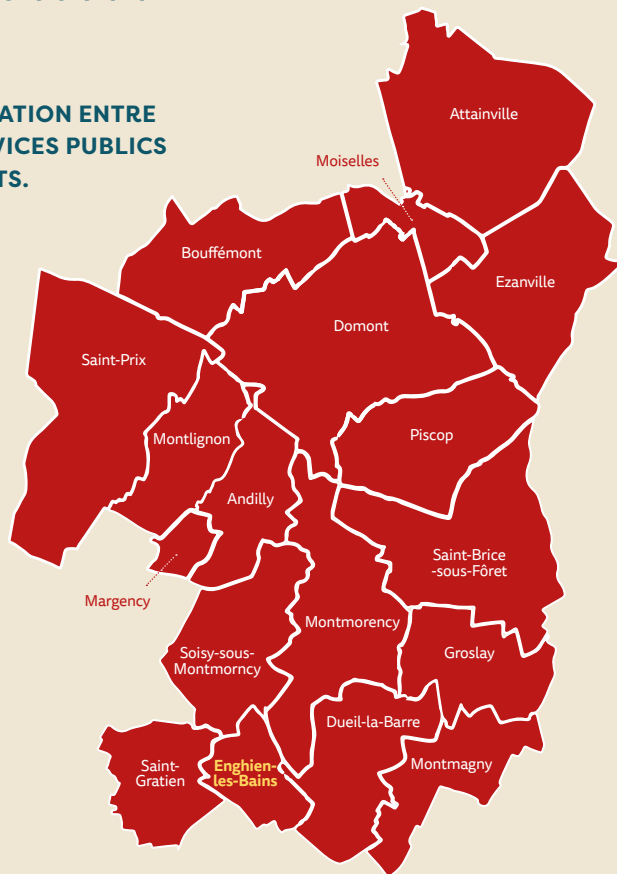 ATION ENTRE
VICES PUBLICS
TS.
Attainville
Moiselles
Bouffémont
Ezanville
Domont
Saint-Prix
Montlignon
Piscop
Andilly
Saint-Brice
-sous-Fôret
Margency
Montmorency
Soisy-sous-
Montmorncy
Groslay
Dueil-la-Barre
Saint-
Gratien
Enghien-
les-Bains
Montmagny